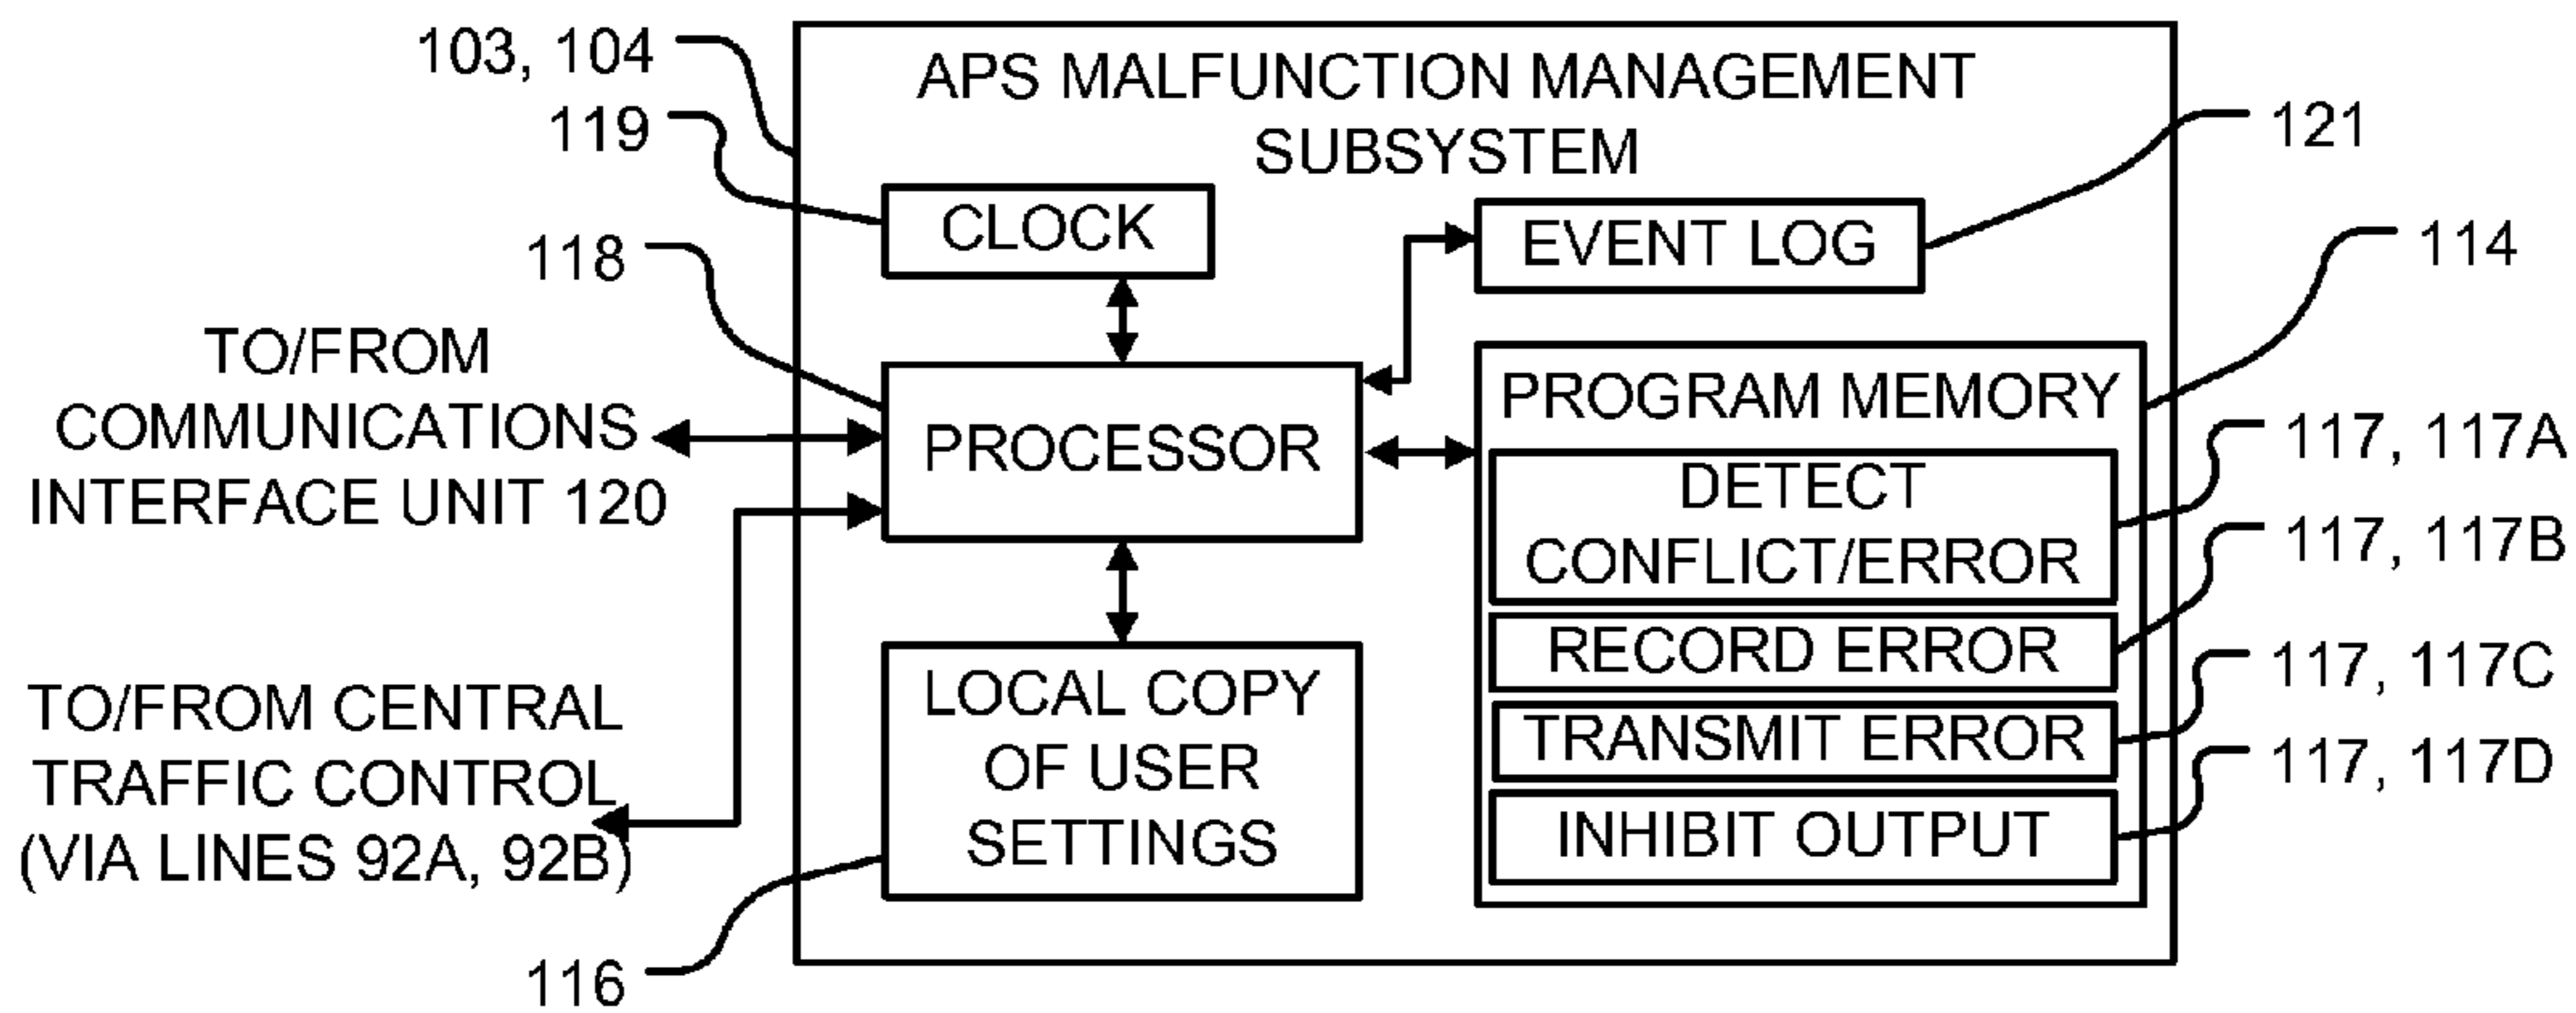 103, 104
APS MALFUNCTION MANAGEMENT
SUBSYSTEM
119
121
CLOCK
EVENT LOG
118
114
TO/FROM
COMMUNICATIONS
INTERFACE UNIT 120
PROCESSOR
PROGRAM MEMORY
117, 117A
DETECT
CONFLICT/ERROR
117, 117B
RECORD ERROR
117, 117C
TRANSMIT ERROR
117, 117D
INHIBIT OUTPUT
TO/FROM CENTRAL
TRAFFIC CONTROL
(VIA LINES 92A, 92B)
LOCAL COPY
OF USER
SETTINGS
116